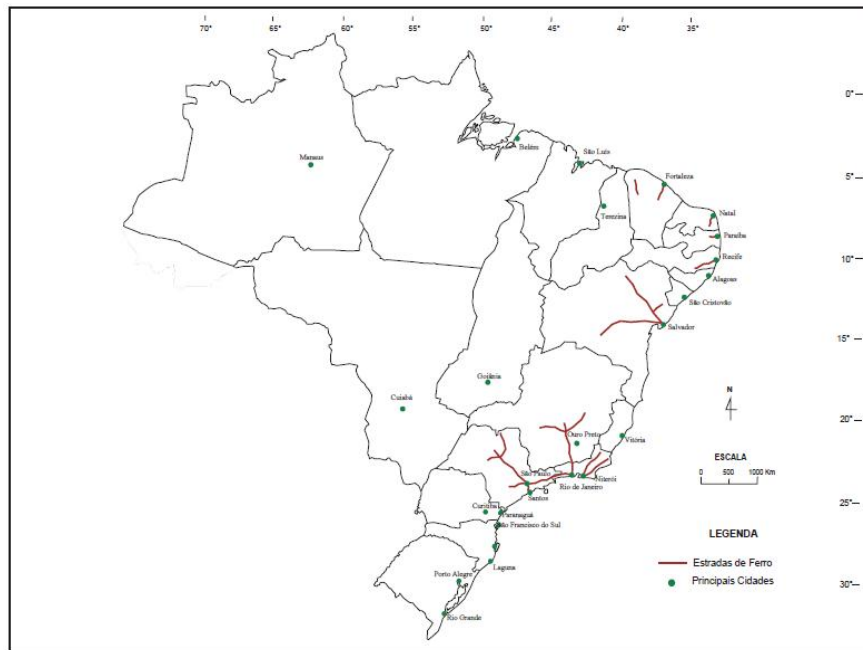 70° 65° 60° 55° 50° 45° 40° 35°
0°
5°
10°
15°
20°
25°
30°
Manaus
Belém
São Luís
Fortaleza
Terezina
Natal
Paraíba
Recife
Alagoas
São Cristovão
Salvador
Goiânia
Cuiabá
Ouro Preto
Vitória
São Paulo
Rio de Janeiro
Niterói
Santos
Curitiba
Paranaguá
São Francisco do Sul
Laguna
Porto Alegre
Rio Grande
N
ESCALA
0 500 1000 Km
LEGENDA
Estradas de Ferro
Principais Cidades